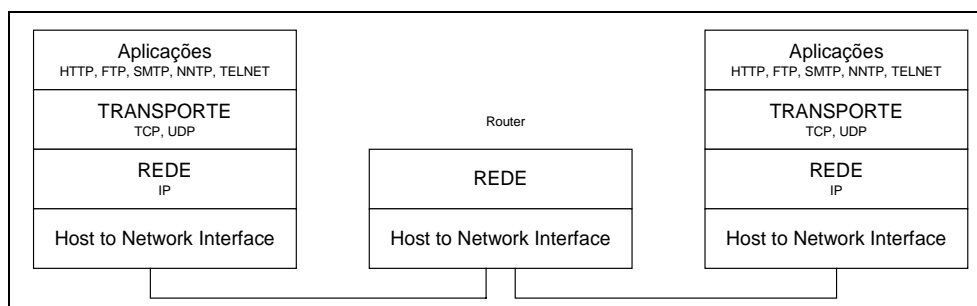 Aplicações
HTTP, FTP, SMTP, NNTP, TELNET
TRANSPORTE
TCP, UDP
REDE
IP
Host to Network Interface
Router
REDE
Host to Network Interface
Aplicações
HTTP, FTP, SMTP, NNTP, TELNET
TRANSPORTE
TCP, UDP
REDE
IP
Host to Network Interface